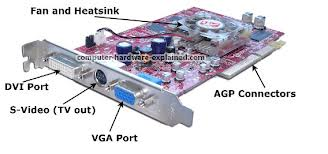 Fan and Heatsink
computer-hardware-explained.com
DVI Port
S-Video (TV out)
VGA Port
AGP Connectors